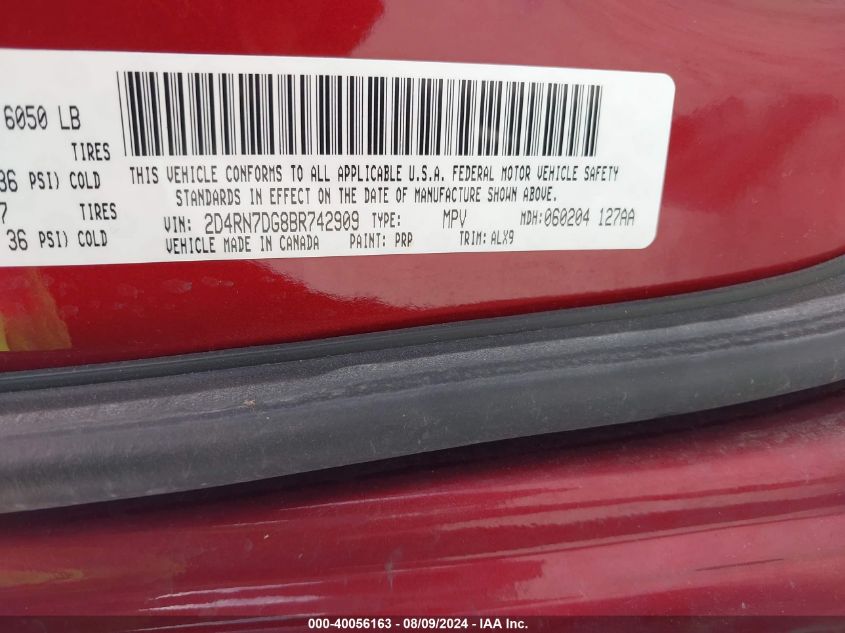 6050 LB
TIRES
36 PSI) COLD
7
36 PSI) COLD
THIS VEHICLE CONFORMS TO ALL APPLICABLE U.S.A. FEDERAL MOTOR VEHICLE SAFETY
STANDARDS IN EFFECT ON THE DATE OF MANUFACTURE SHOWN ABOVE.
VIN: 2D4RN7DG8BR742909 TYPE: MPV MDH:060204 127AA
VEHICLE MADE IN CANADA PAINT: PRP TRIM:ALX9
000-40056163 - 08/09/2024 - IAA Inc.